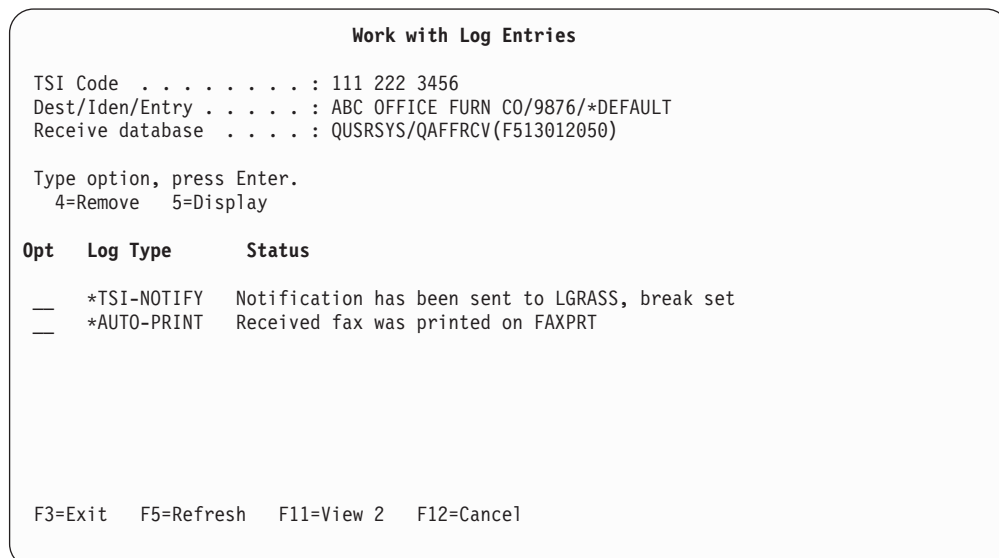 Work with Log Entries
TSI Code . . . . . . . . : 111 222 3456
Dest/Iden/Entry . . . . . : ABC OFFICE FURN CO/9876/*DEFAULT
Receive database . . . . : QUSRSYS/QAFFRCV(F513012050)
Type option, press Enter.
4=Remove 5=Display
Opt Log Type Status
__ *TSI-NOTIFY Notification has been sent to LGRASS, break set
__ *AUTO-PRINT Received fax was printed on FAXPRT
F3=Exit F5=Refresh F11=View 2 F12=Cancel